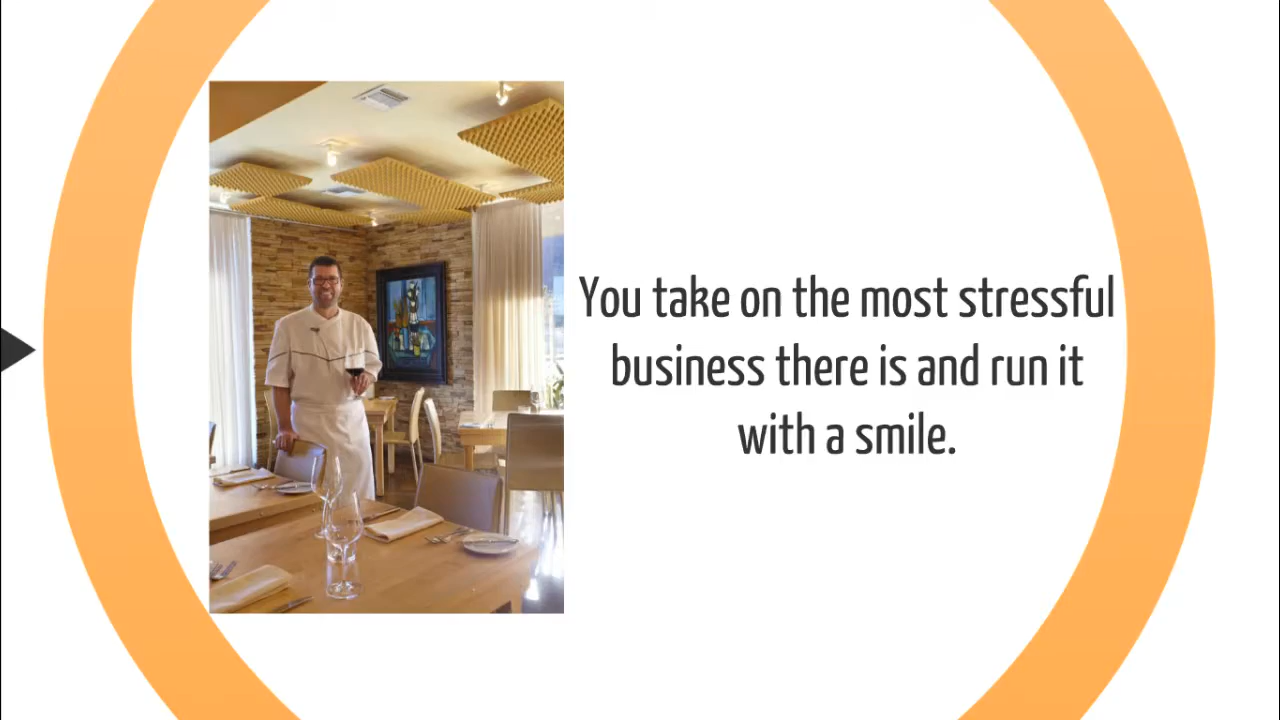 You take on the most stressful
business there is and run it
with a smile.